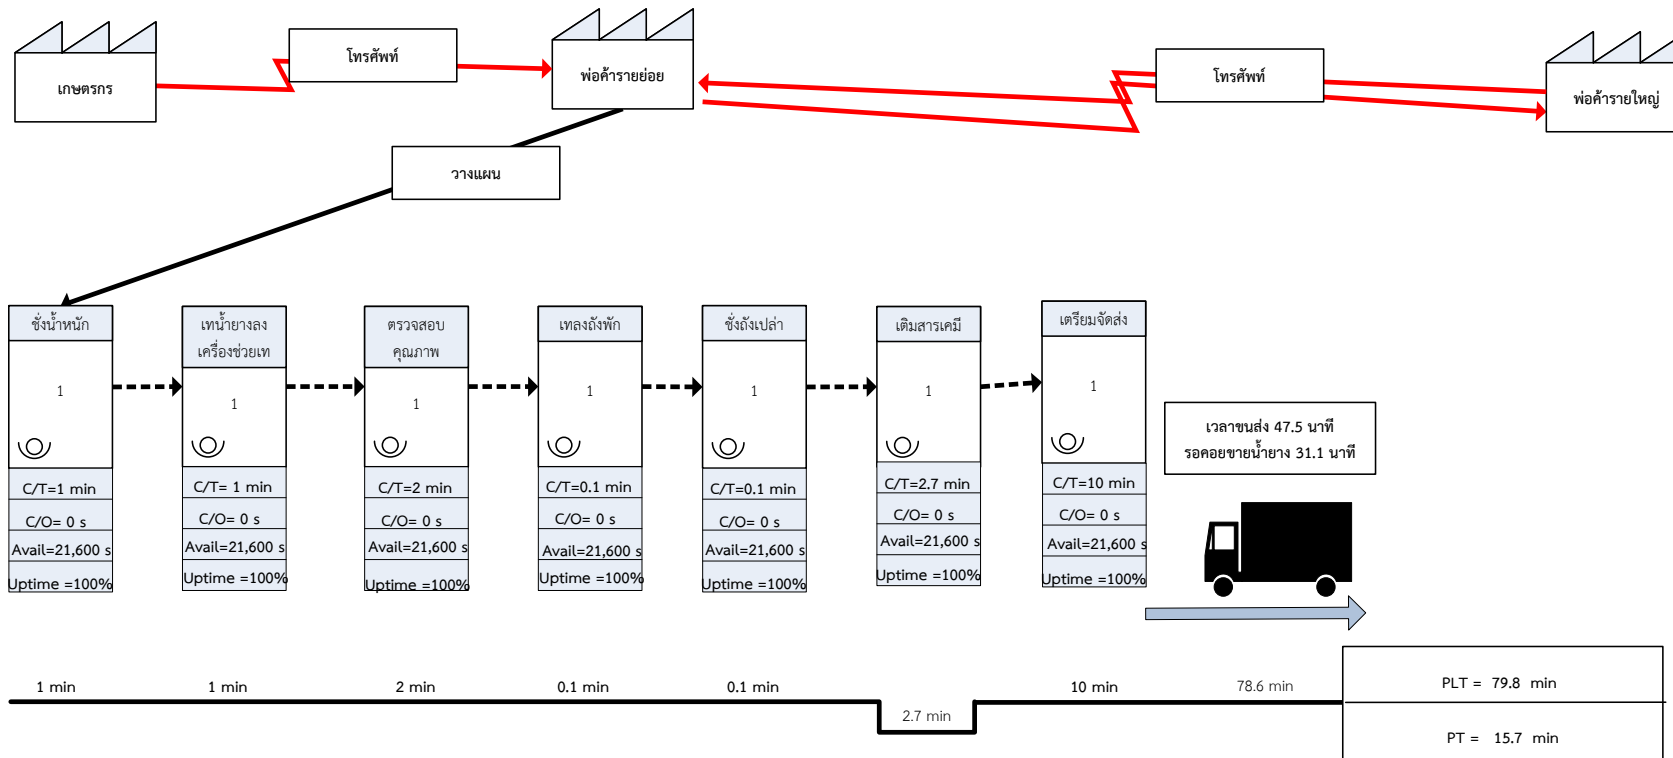 เกษตรกร
โทรศัพท์
พ่อค้ารายย่อย
โทรศัพท์
พ่อค้ารายใหญ่
วางแผน
ชั่งน้ำหนัก
1
C/T=1 min
C/O= 0 s
Avail=21,600 s
Uptime =100%
เทน้ำยางลง
เครื่องช่วยเท
1
C/T= 1 min
C/O= 0 s
Avail=21,600 s
Uptime =100%
ตรวจสอบ
คุณภาพ
1
C/T=2 min
C/O= 0 s
Avail=21,600 s
Uptime =100%
เทลงถังพัก
1
C/T=0.1 min
C/O= 0 s
Avail=21,600 s
Uptime =100%
ชั่งถังเปล่า
1
C/T=0.1 min
C/O= 0 s
Avail=21,600 s
Uptime =100%
เติมสารเคมี
1
C/T=2.7 min
C/O= 0 s
Avail=21,600 s
Uptime =100%
เตรียมจัดส่ง
1
C/T=10 min
C/O= 0 s
Avail=21,600 s
Uptime =100%
เวลาขนส่ง 47.5 นาที
รอคอยขายน้ำยาง 31.1 นาที
1 min
1 min
2 min
0.1 min
0.1 min
2.7 min
10 min
78.6 min
PLT = 79.8 min
PT = 15.7 min